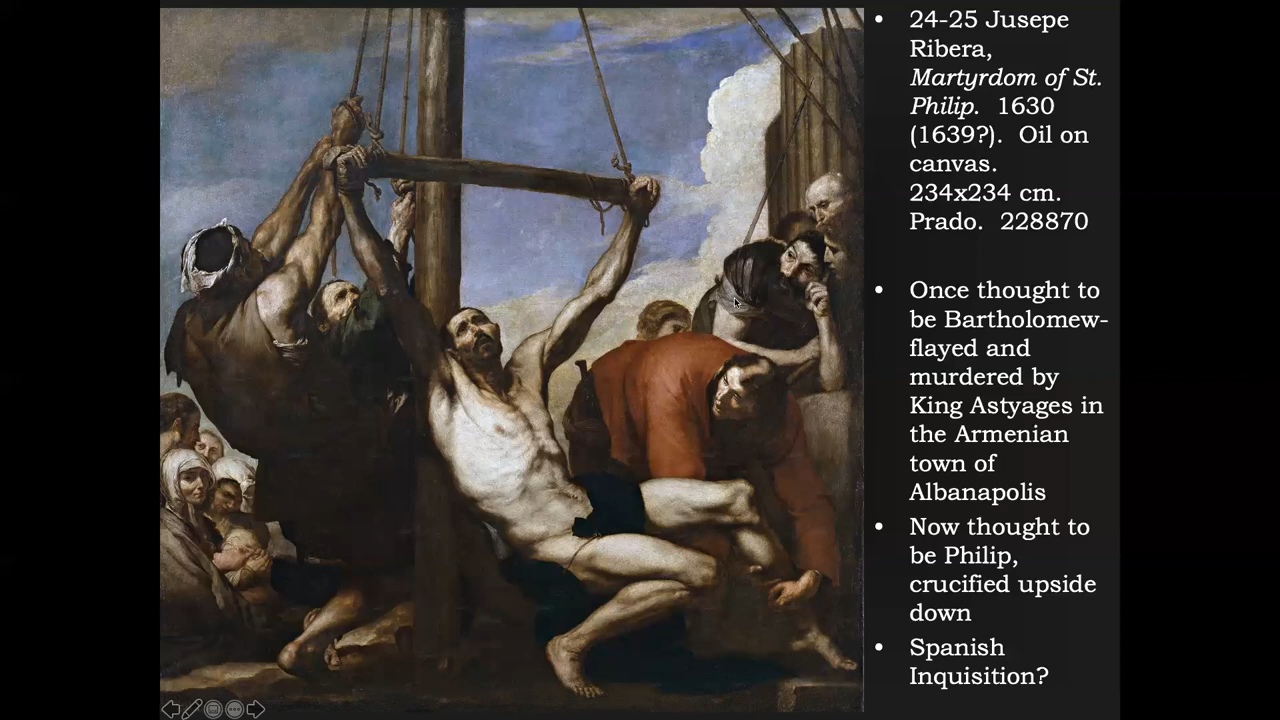 • 24-25 Jusepe
Ribera,
Martyrdom of St.
Philip. 1630
(1639?). Oil on
canvas.
234x234 cm.
Prado. 228870
• Once thought to
be Bartholomew-
flayed and
murdered by
King Astyages in
the Armenian
town of
Albanapolis
• Now thought to
be Philip,
crucified upside
down
• Spanish
Inquisition?